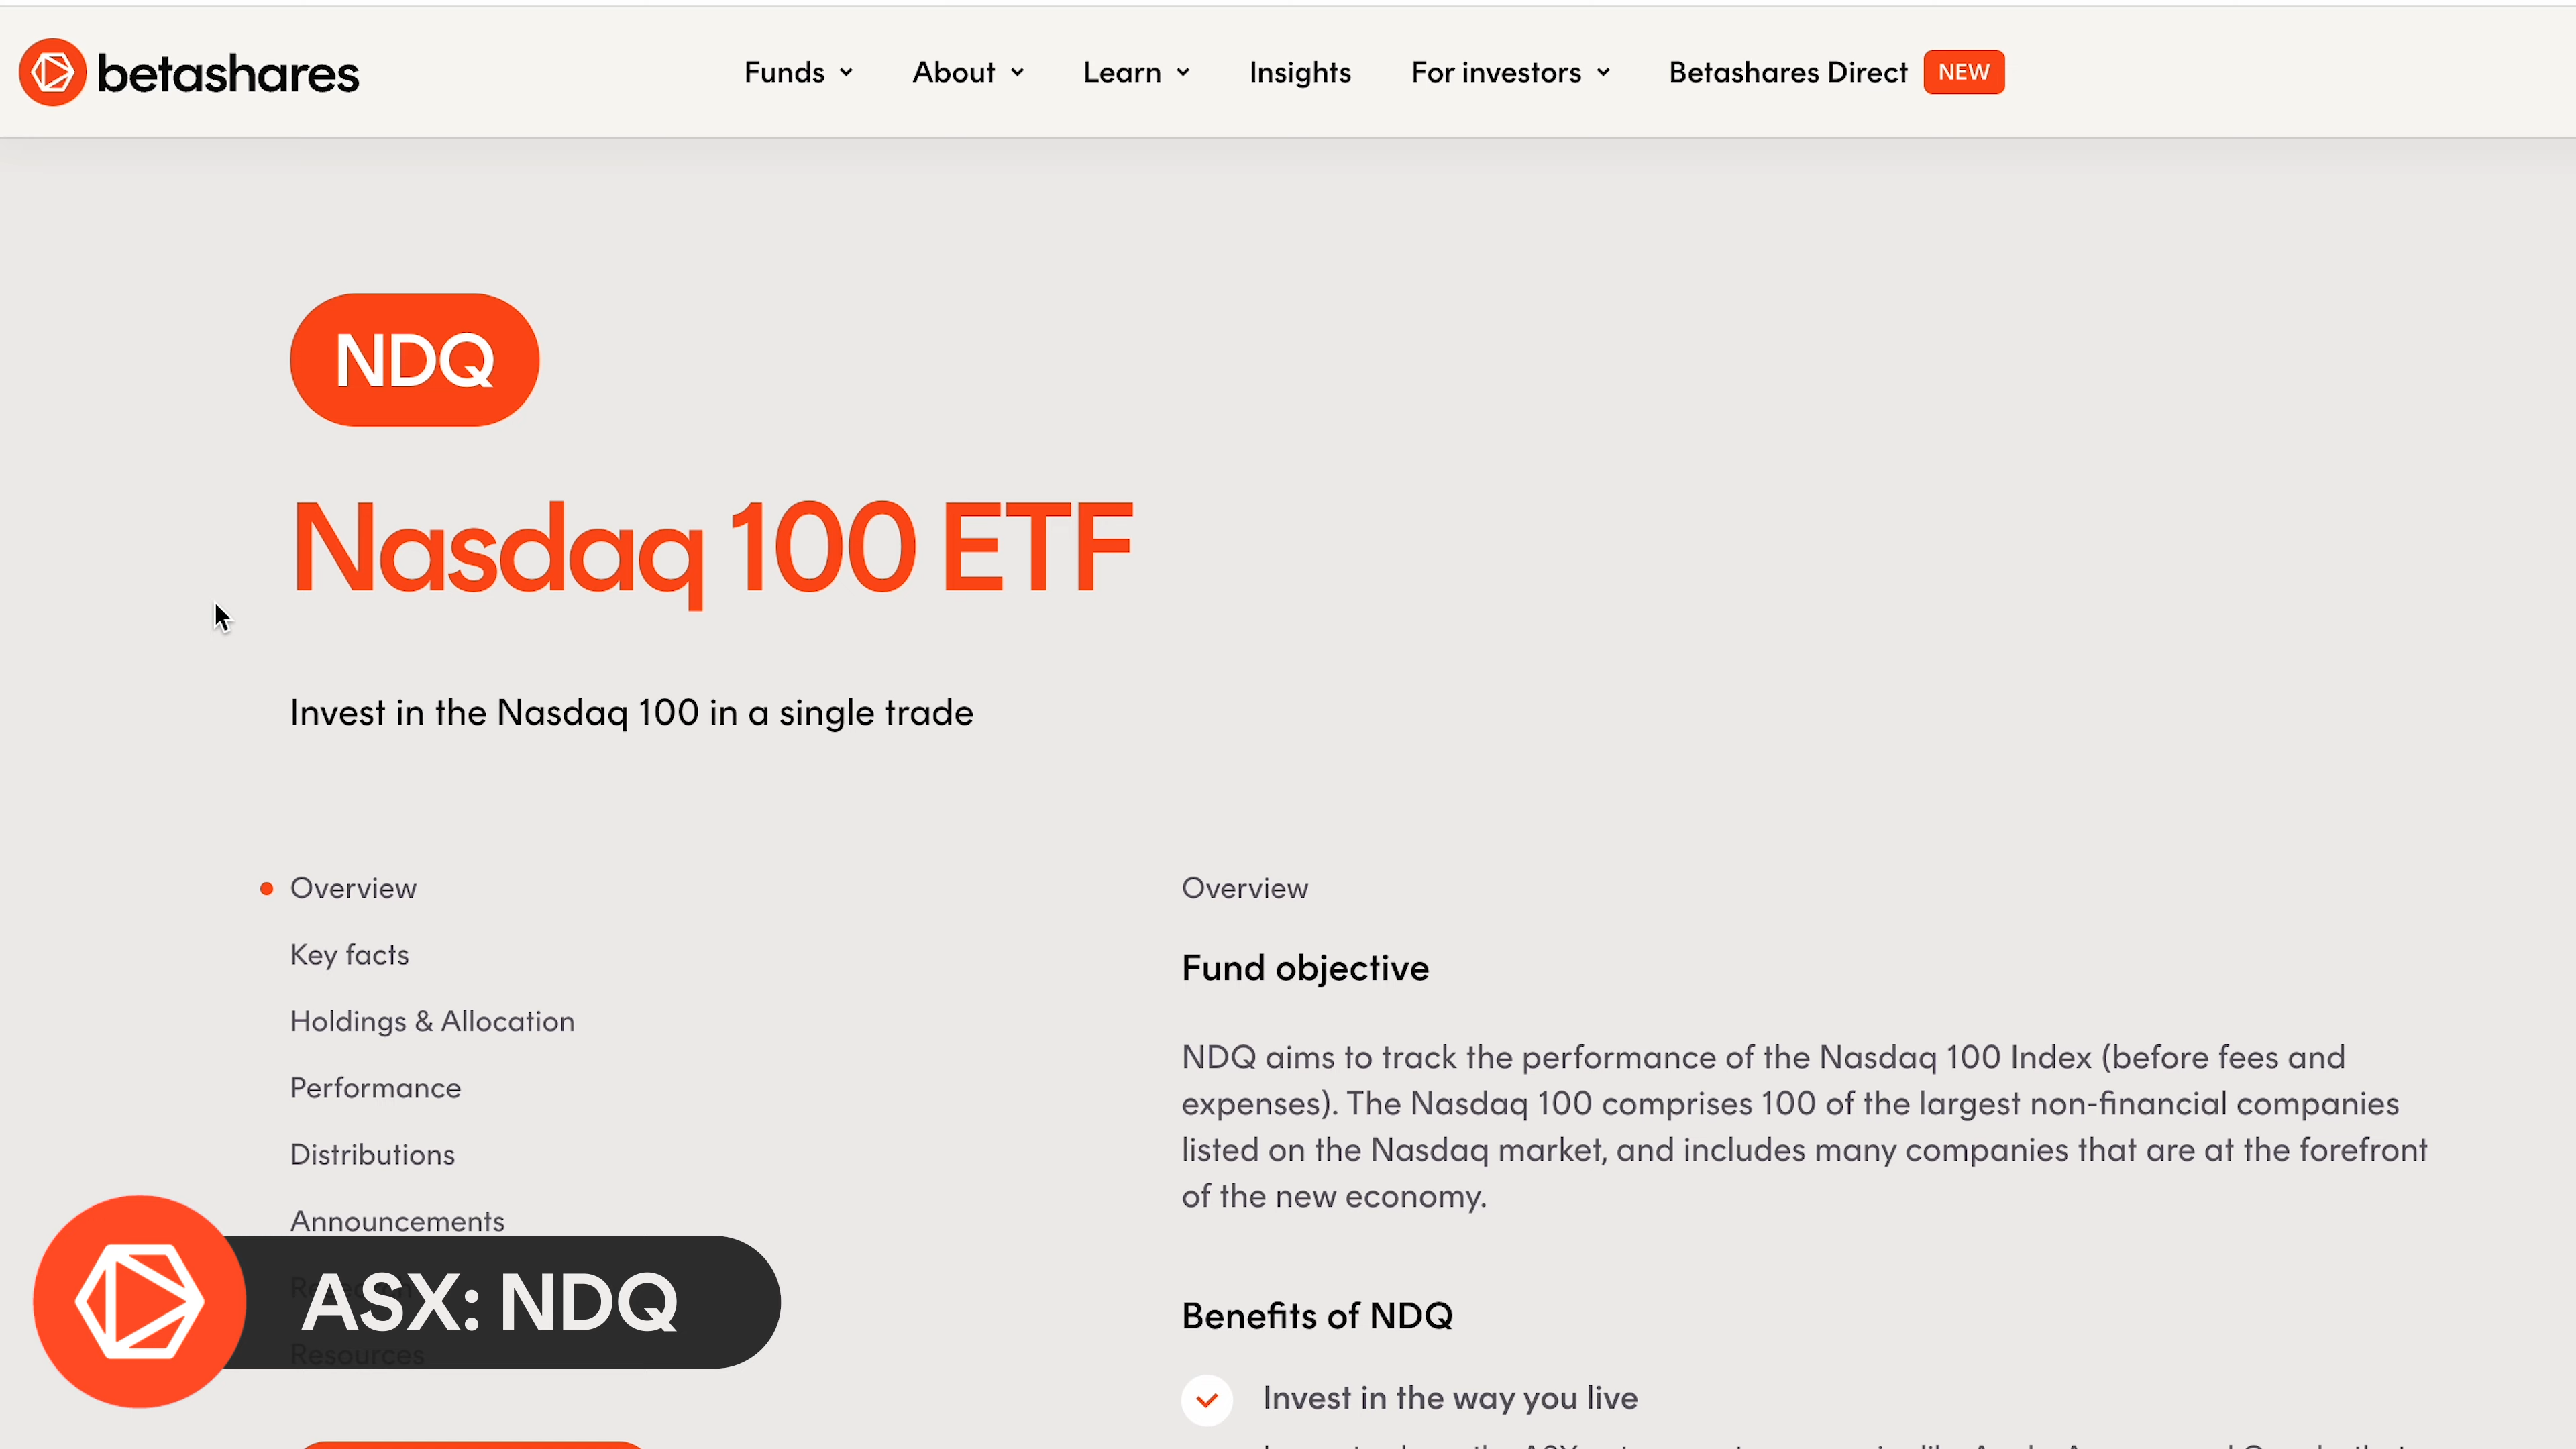 betashares
Funds
About
Learn
Insights
For investors
Betashares Direct
NEW
NDQ
Nasdaq 100 ETF
Invest in the Nasdaq 100 in a single trade
Overview
Key facts
Holdings & Allocation
Performance
Distributions
Announcements
Resources
ASX: NDQ
Overview
Fund objective
NDQ aims to track the performance of the Nasdaq 100 Index (before fees and
expenses). The Nasdaq 100 comprises 100 of the largest non-financial companies
listed on the Nasdaq market, and includes many companies that are at the forefront
of the new economy.
Benefits of NDQ
Invest in the way you live